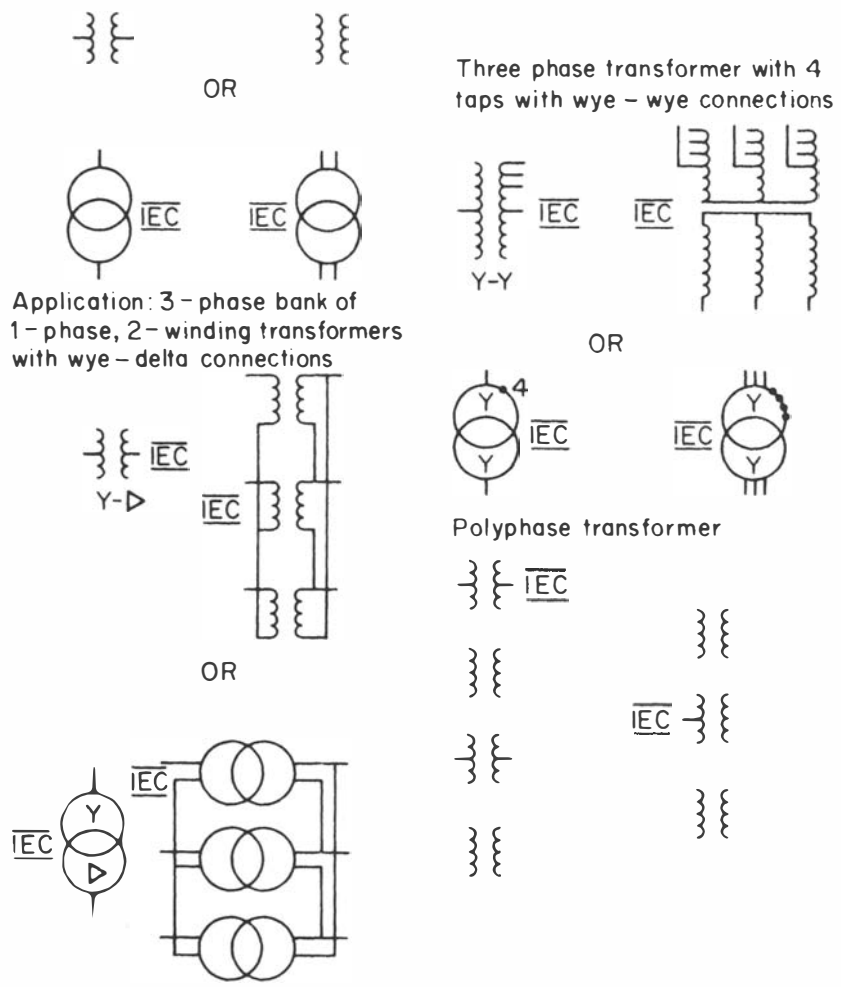 OR
IEC
IEC
Application: 3-phase bank of
1-phase, 2-winding transformers
with wye-delta connections
IEC
Y-Δ
IEC
OR
IEC
IEC
Y
Δ
Three phase transformer with 4
taps with wye-wye connections
IEC
IEC
Y-Y
OR
4
Y
IEC
Y
IEC
Y
Y
Polyphase transformer
IEC
IEC